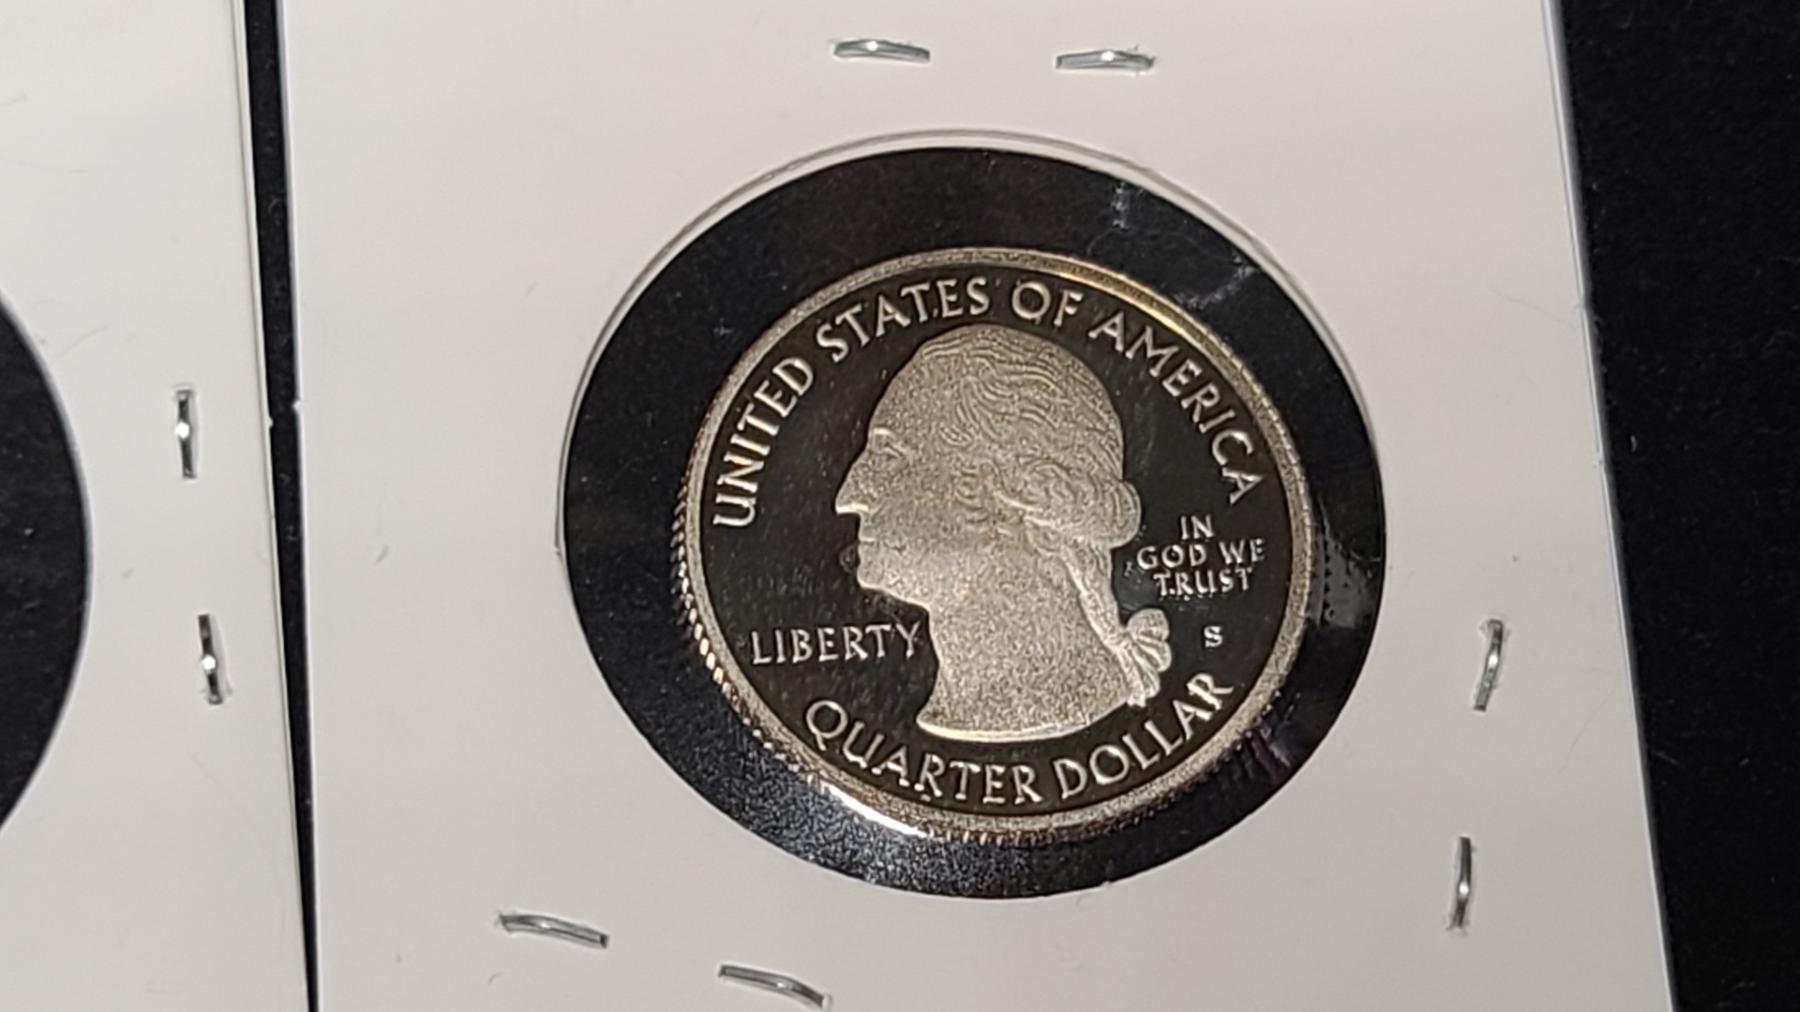 UNITED STATES OF AMERICA
IN
GOD WE
TRUST
LIBERTY
S
QUARTER DOLLAR